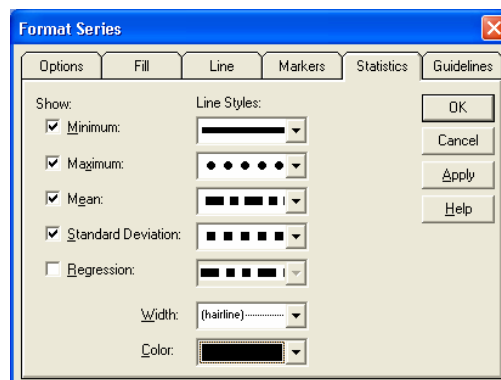 Format Series
Options Fill Line Markers Statistics Guidelines
Show: Line Styles:
Minimum:
Maximum:
Mean:
Standard Deviation:
Regression:
Width: (hairline)
Color:
OK
Cancel
Apply
Help